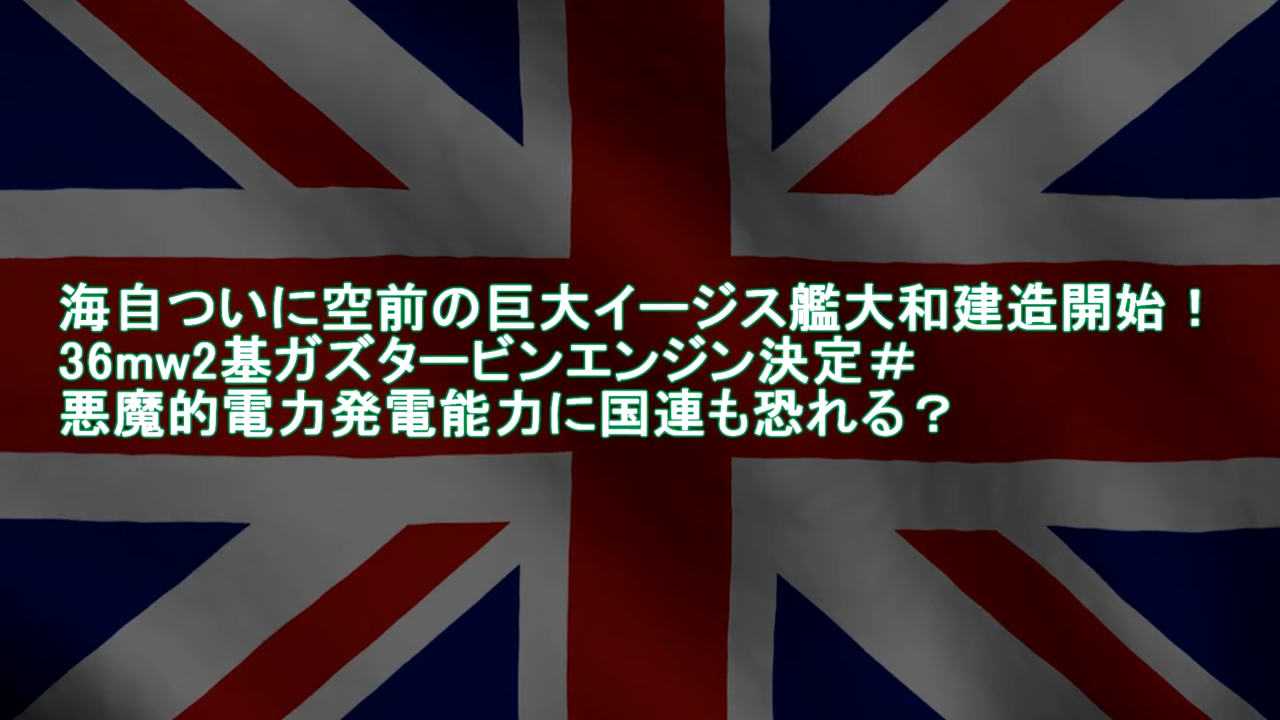 海自ついに空前の巨大イージス艦大和建造開始！
36mw2基ガズタービンエンジン決定＃
悪魔的電力発電能力に国連も恐れる？